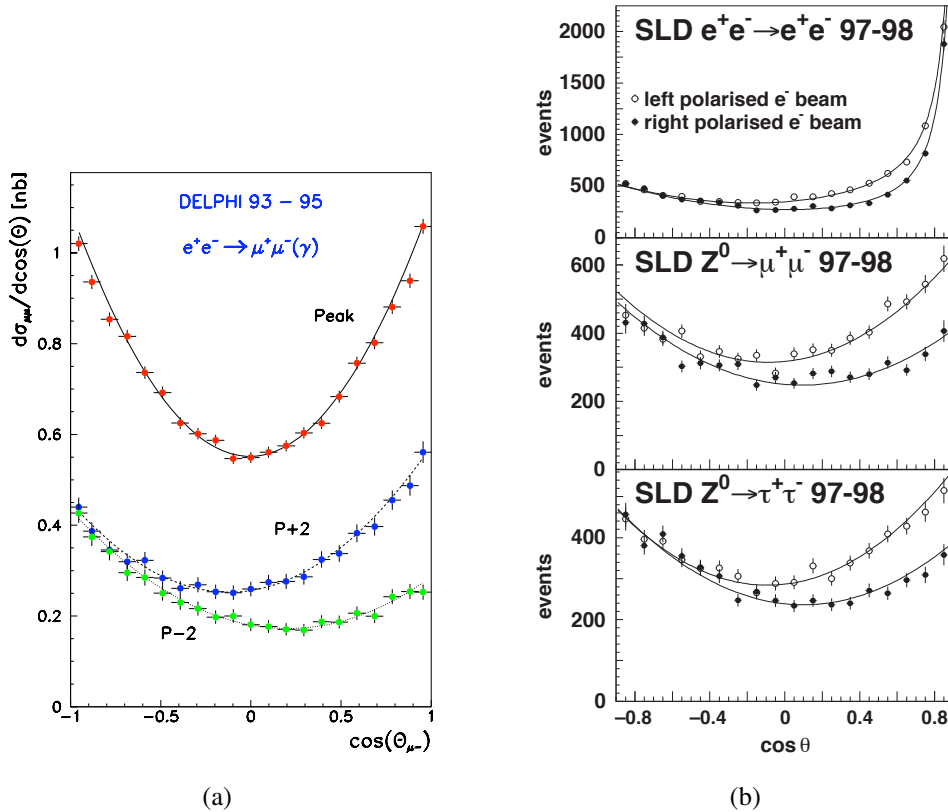 DELPHI 93 – 95
e⁺e⁻ → μ⁺μ⁻(γ)
Peak
P+2
P−2
dσμμ/dcos(Θ) [nb]
1
0.8
0.6
0.4
0.2
0
−1
−0.5
0
0.5
1
cos(Θμ−)
(a)
SLD e⁺e⁻→e⁺e⁻ 97-98
left polarised e⁻ beam
right polarised e⁻ beam
events
2000
1500
1000
500
0
SLD Z⁰→μ⁺μ⁻ 97-98
events
600
400
200
0
SLD Z⁰→τ⁺τ⁻ 97-98
events
400
200
0
−0.8
−0.4
0
0.4
0.8
cos θ
(b)